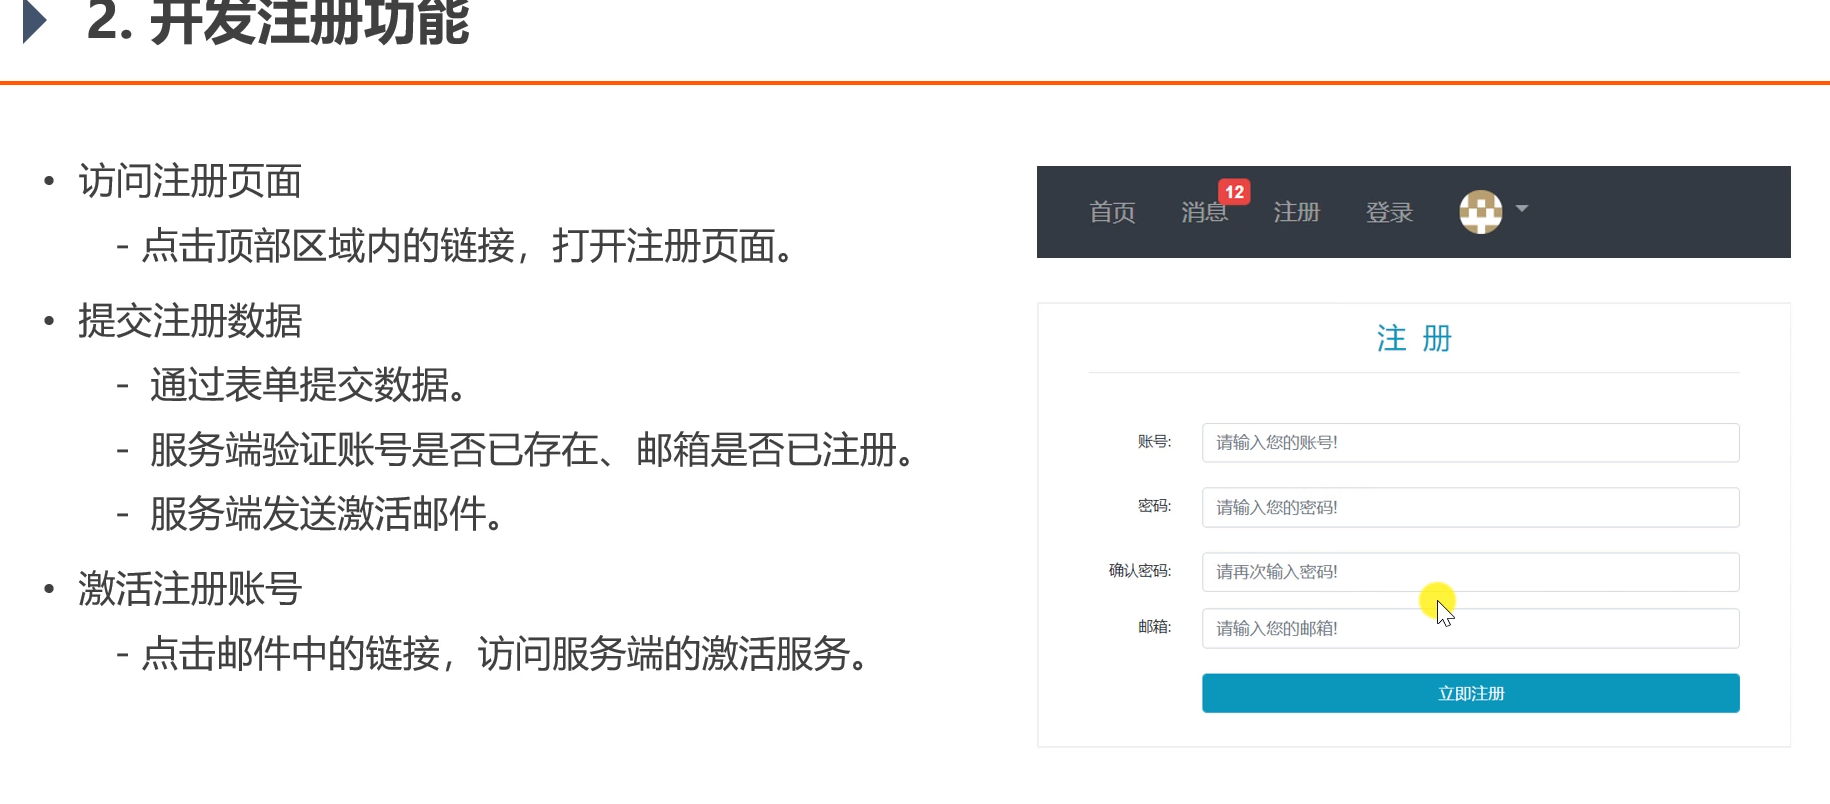 2. 开发注册功能
• 访问注册页面
- 点击顶部区域内的链接，打开注册页面。
• 提交注册数据
- 通过表单提交数据。
- 服务端验证账号是否已存在、邮箱是否已注册。
- 服务端发送激活邮件。
• 激活注册账号
- 点击邮件中的链接，访问服务端的激活服务。
首页 消息 12 注册 登录
注 册
账号: 请输入您的账号!
密码: 请输入您的密码!
确认密码: 请再次输入密码!
邮箱: 请输入您的邮箱!
立即注册